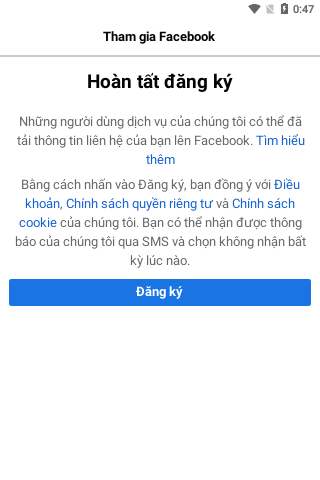 0:47
Tham gia Facebook
Hoàn tất đăng ký
Những người dùng dịch vụ của chúng tôi có thể đã
tải thông tin liên hệ của bạn lên Facebook. Tìm hiểu
thêm
Bằng cách nhấn vào Đăng ký, bạn đồng ý với Điều
khoản, Chính sách quyền riêng tư và Chính sách
cookie của chúng tôi. Bạn có thể nhận được thông
báo của chúng tôi qua SMS và chọn không nhận bất
kỳ lúc nào.
Đăng ký